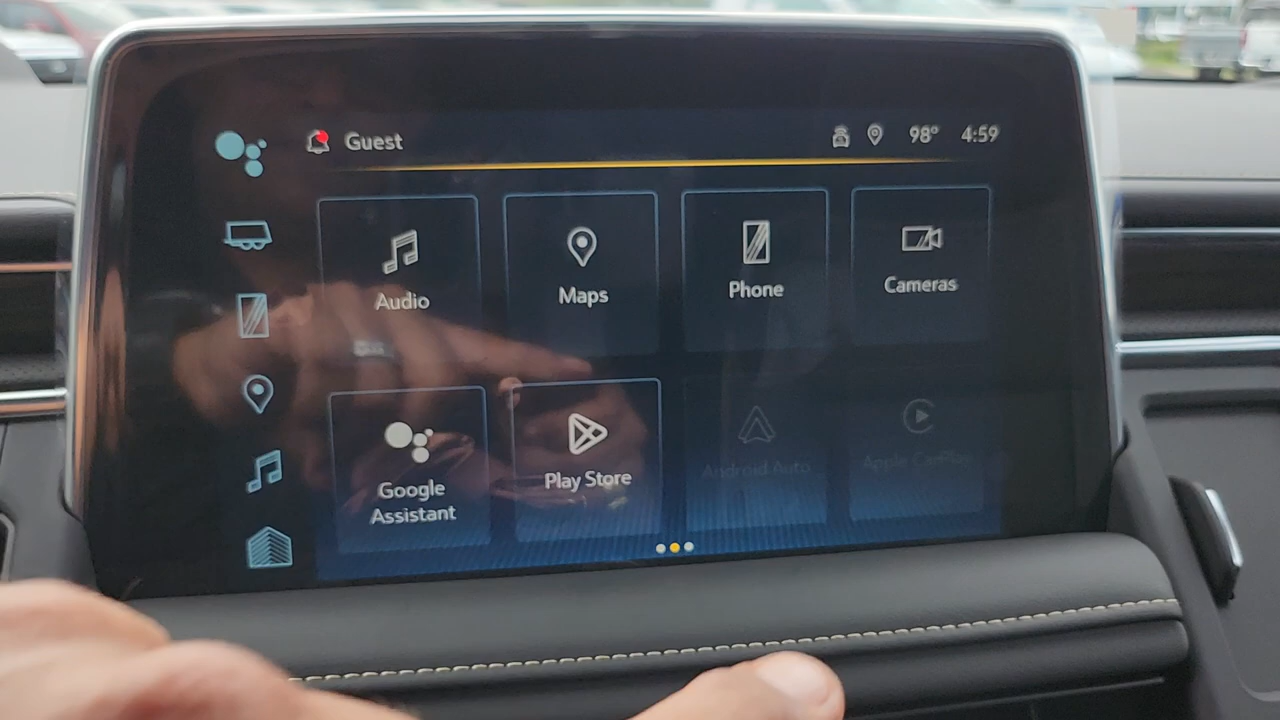 Guest
98° 4:59
Audio
Maps
Phone
Cameras
Google
Assistant
Play Store
Android Auto
Apple CarPlay